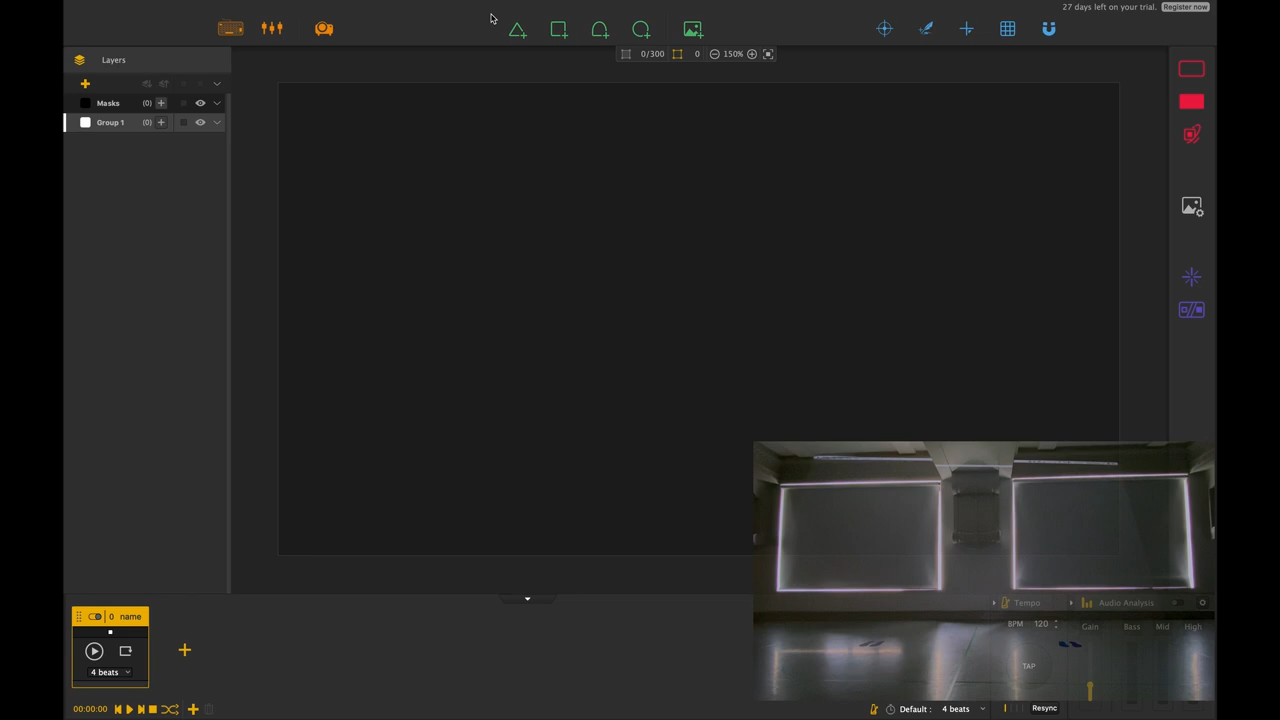 27 days left on your trial. Register now
0/300 0 150%
Layers
Masks (0)
Group 1 (0)
0 name
4 beats
Tempo Audio Analysis
BPM 120 Gain Bass Mid High
TAP
00:00:00 Default : 4 beats Resync